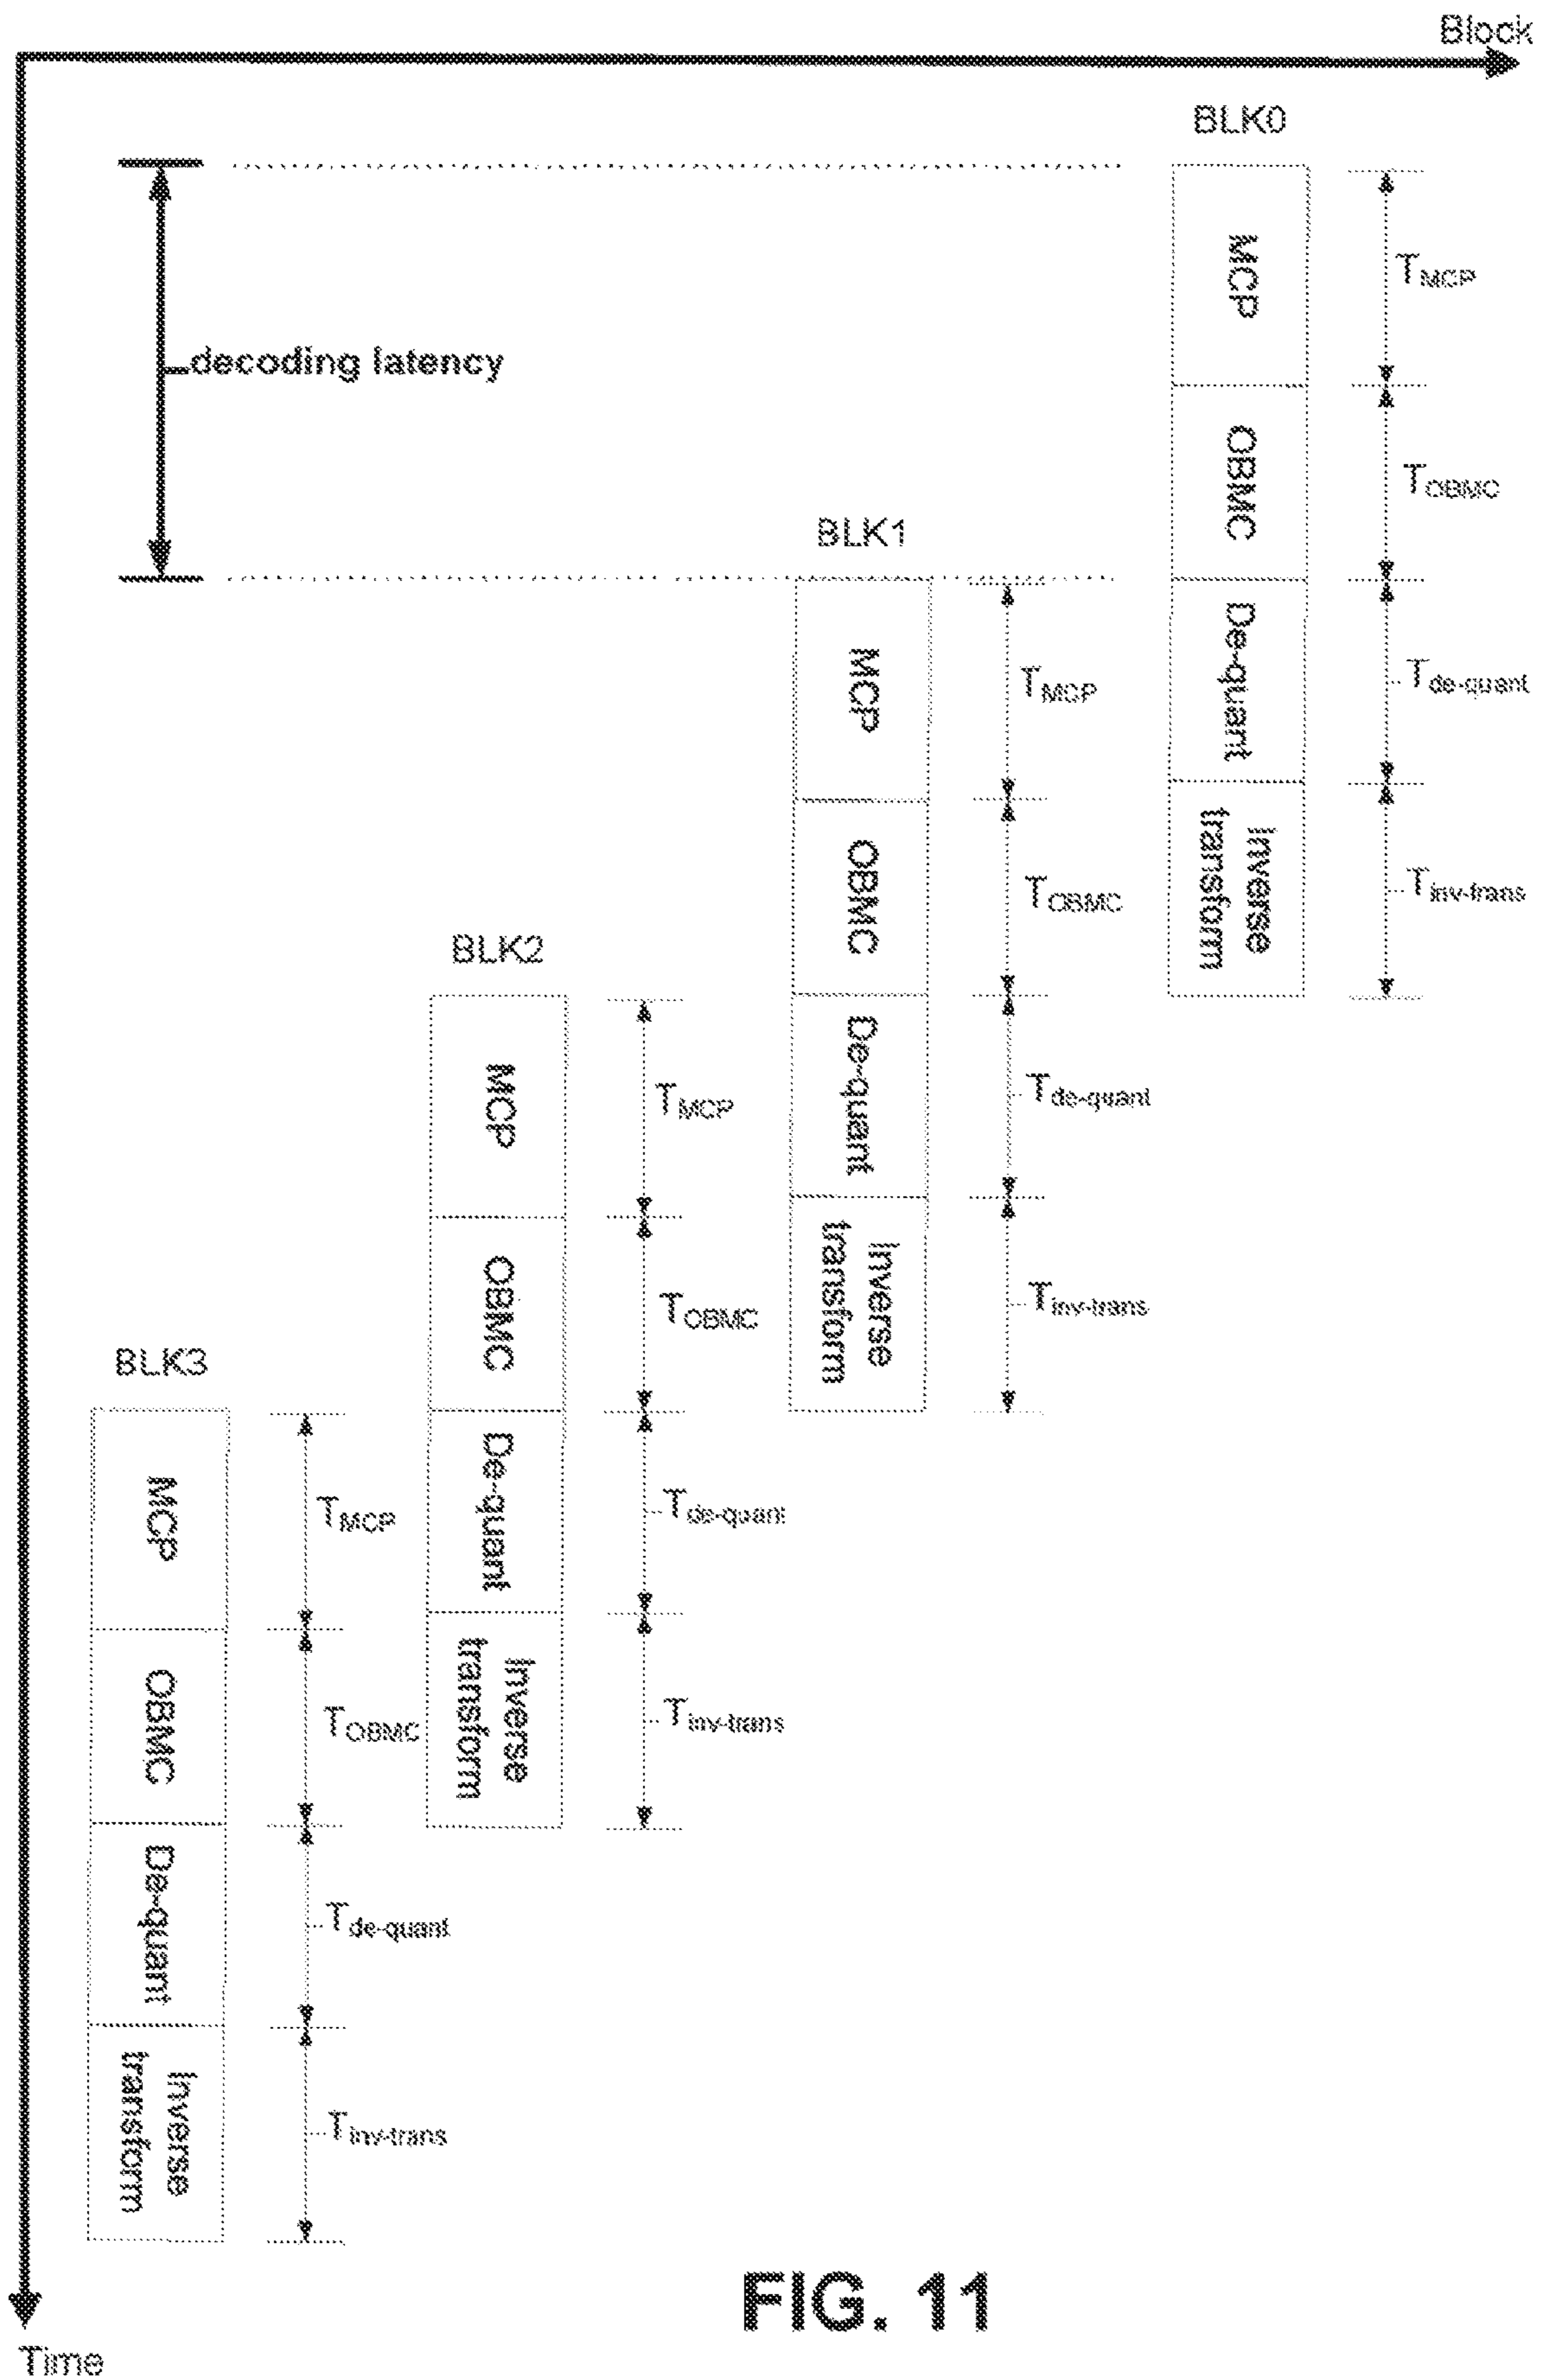 Block
BLK0
MCP
TMCP
decoding latency
OBMC
TOBMC
BLK1
De-quant
Tde-quant
MCP
TMCP
Inverse
transform
Tinv-trans
OBMC
TOBMC
BLK2
De-quant
Tde-quant
MCP
TMCP
Inverse
transform
Tinv-trans
OBMC
TOBMC
BLK3
De-quant
Tde-quant
MCP
TMCP
Inverse
transform
Tinv-trans
OBMC
TOBMC
De-quant
Tde-quant
Inverse
transform
Tinv-trans
FIG. 11
Time